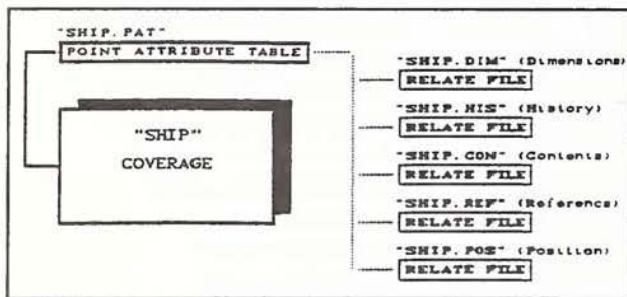 "SHIP.PAT"
POINT ATTRIBUTE TABLE
"SHIP"
COVERAGE
"SHIP.DIM" (Dimensions)
RELATE FILE
"SHIP.HIS" (History)
RELATE FILE
"SHIP.CON" (Contents)
RELATE FILE
"SHIP.REF" (Reference)
RELATE FILE
"SHIP.POS" (Position)
RELATE FILE